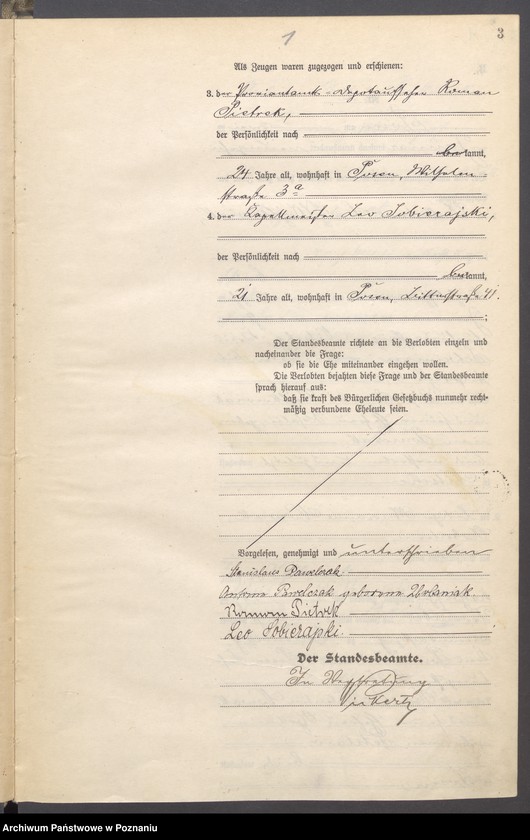 1
3
Als Zeugen waren zugezogen und erschienen:
3. der Proviantamts-Depotaufseher Roman
Pietrek,
der Persönlichkeit nach
bekannt,
24 Jahre alt, wohnhaft in Posen, Wilhelm-
straße 3a
4. der Kapellmeister Leo Sobierajski,
der Persönlichkeit nach
bekannt,
21 Jahre alt, wohnhaft in Posen, 41.
;
Der Standesbeamte richtete an die Verlobten einzeln und
nacheinander die Frage:
ob sie die Ehe miteinander eingehen wollen.
Die Verlobten bejahten diese Frage und der Standesbeamte
sprach hierauf aus:
daß sie kraft des Bürgerlichen Gesetzbuchs nunmehr recht-
mäßig verbundene Eheleute seien.
Vorgelesen, genehmigt und unterschrieben
Stanislaus Pawelczak.
Pawelczak geborene Urbaniak
Roman Pietrek
Leo Sobierajski.
Der Standesbeamte.
In Vertretung
Archiwum Państwowe w Poznaniu